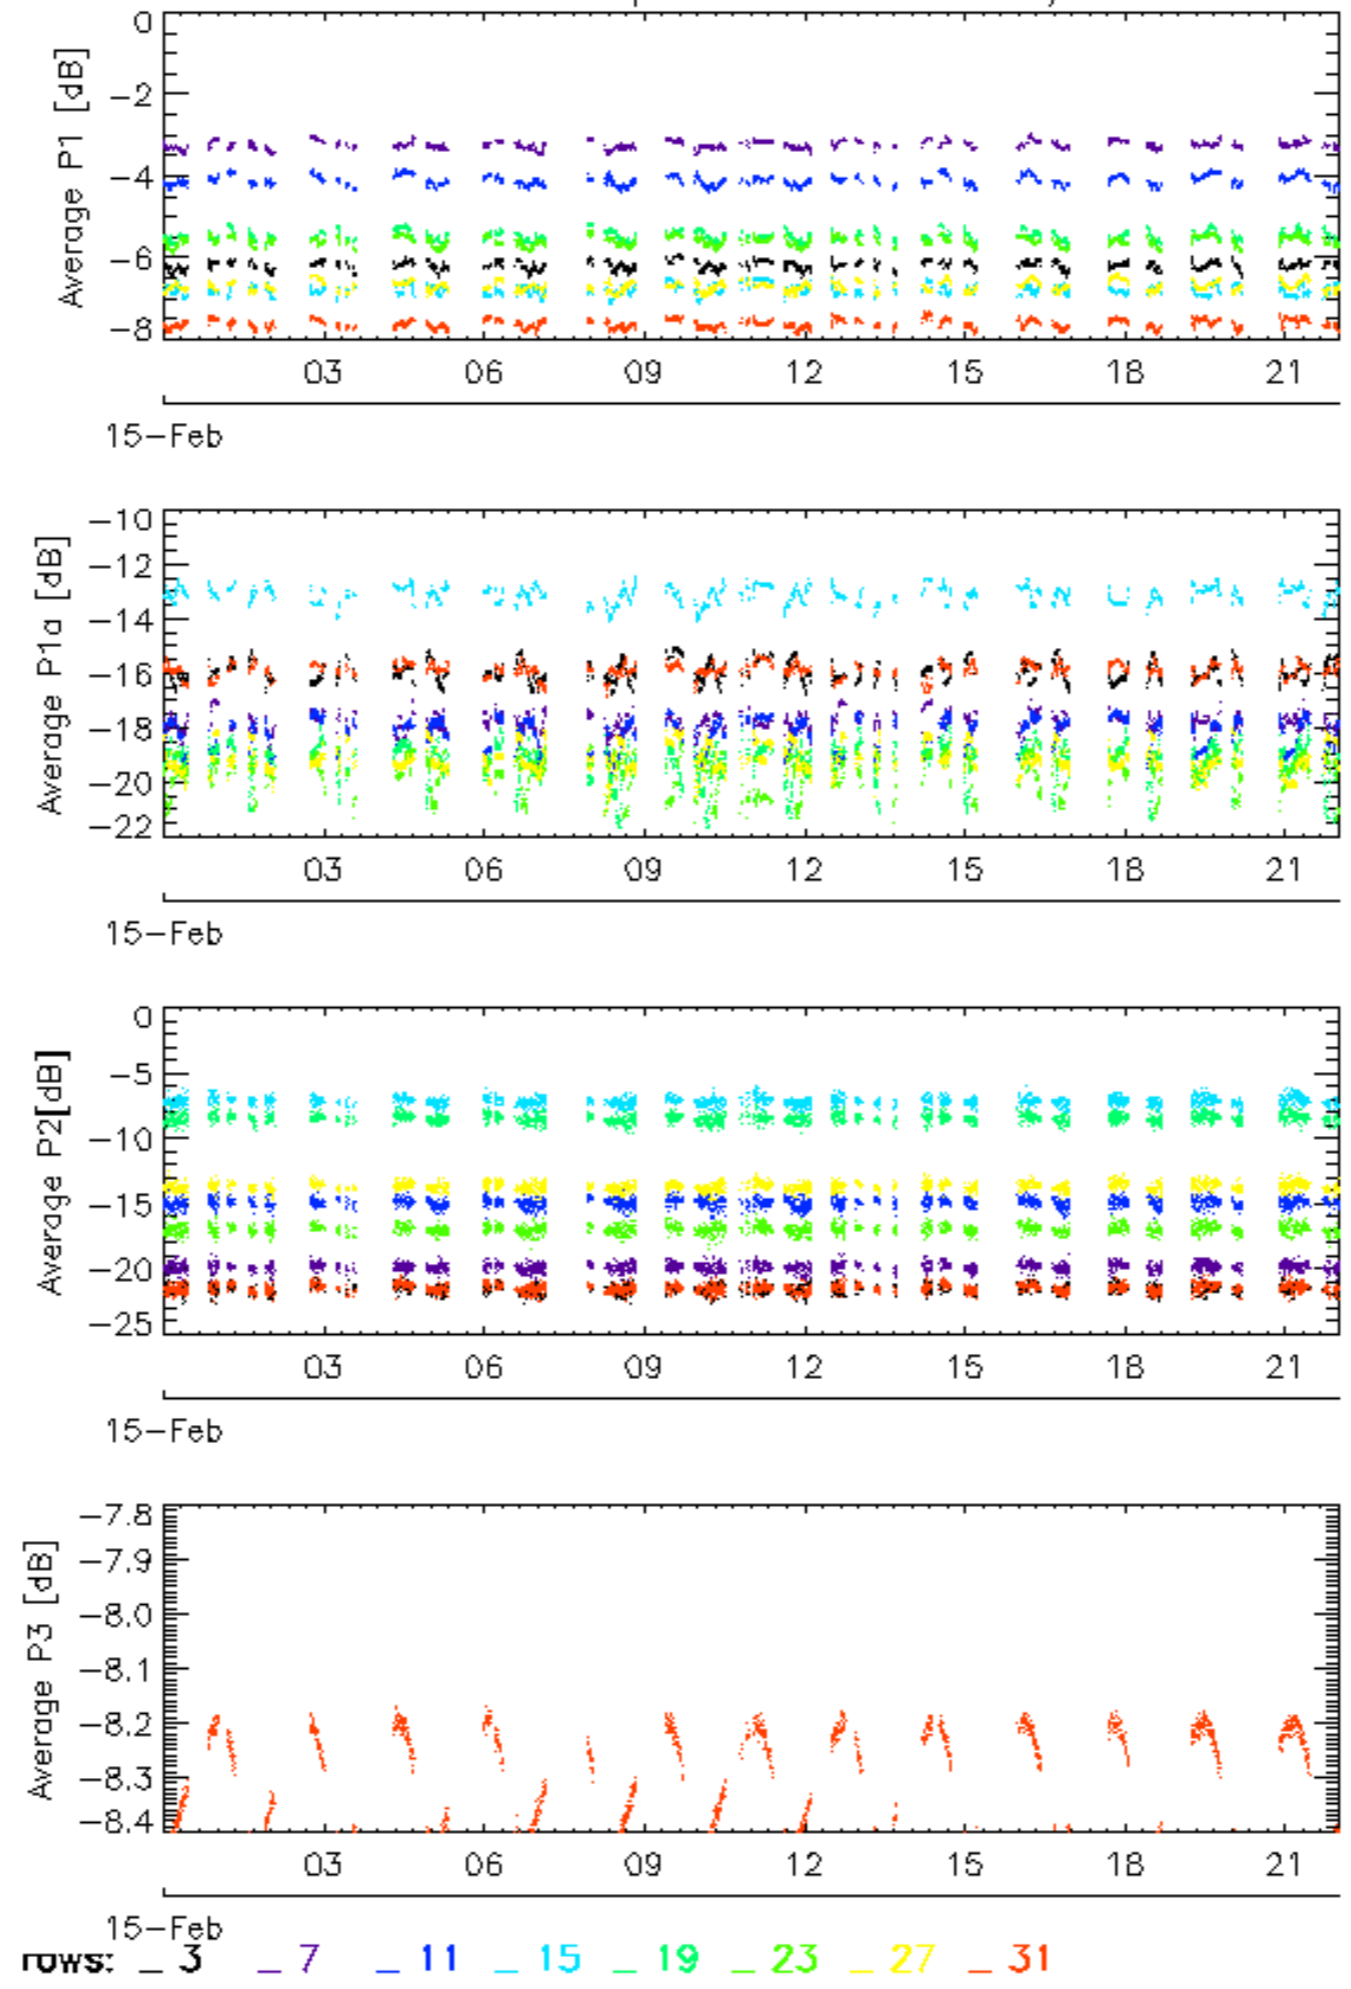 0
-2
-4
-6
-8
Average P1 [dB]
03 06 09 12 15 18 21
15-Feb
-10
-12
-14
-16
-18
-20
-22
Average P1a [dB]
03 06 09 12 15 18 21
15-Feb
0
-5
-10
-15
-20
-25
Average P2[dB]
03 06 09 12 15 18 21
15-Feb
-7.8
-7.9
-8.0
-8.1
-8.2
-8.3
-8.4
Average P3 [dB]
03 06 09 12 15 18 21
15-Feb
rows: _ 3 _ 7 _ 11 _ 15 _ 19 _ 23 _ 27 _ 31